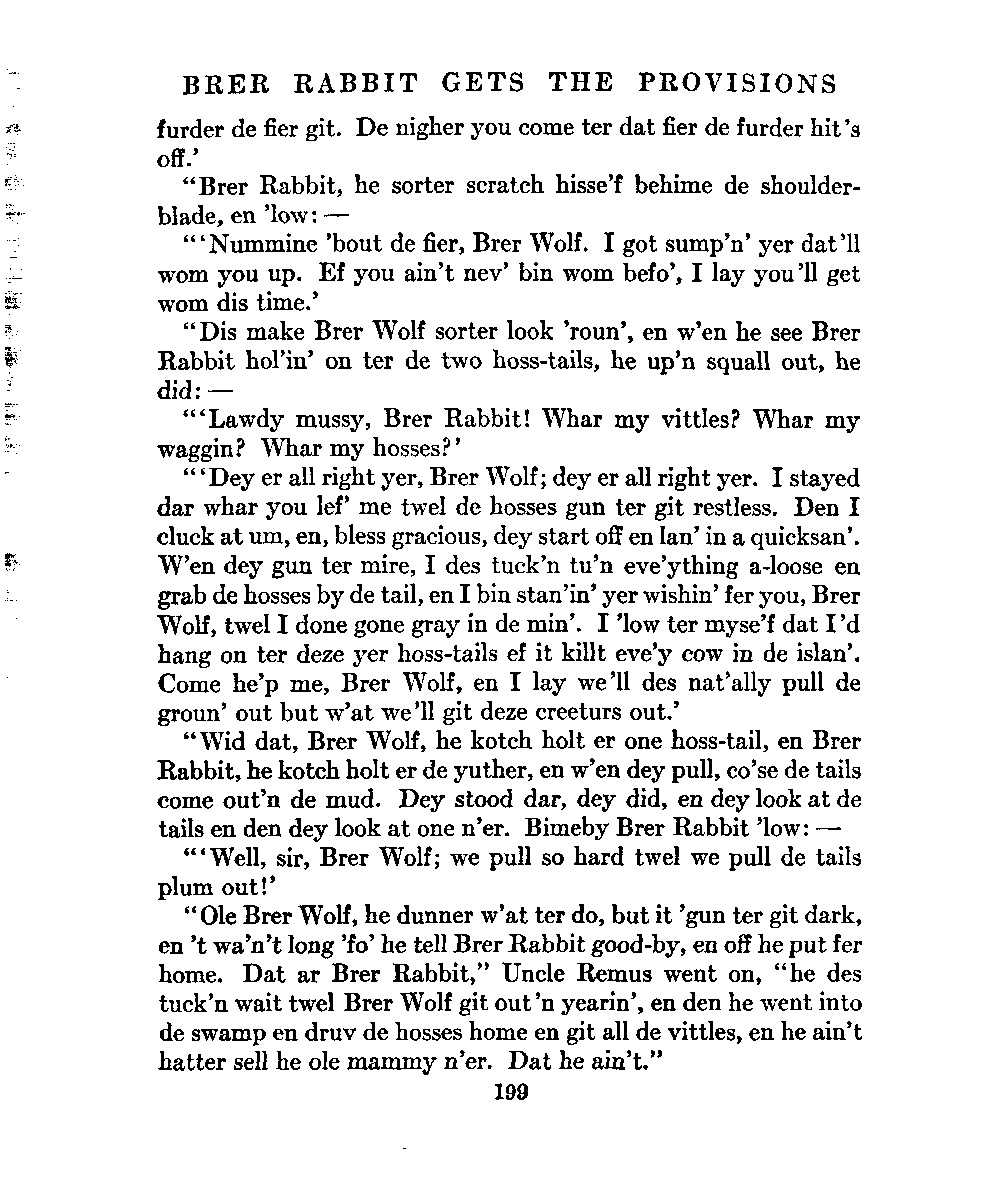 BRER RABBIT GETS THE PROVISIONS
furder de fier git. De nigher you come ter dat fier de furder hit's
off.'
"Brer Rabbit, he sorter scratch hisse'f behime de shoulder-
blade, en 'low: —
"'Nummine 'bout de fier, Brer Wolf. I got sump'n' yer dat'll
wom you up. Ef you ain't nev' bin wom befo', I lay you'll get
wom dis time.'
"Dis make Brer Wolf sorter look 'roun', en w'en he see Brer
Rabbit hol'in' on ter de two hoss-tails, he up'n squall out, he
did: —
"'Lawdy mussy, Brer Rabbit! Whar my vittles? Whar my
waggin? Whar my hosses?'
"'Dey er all right yer, Brer Wolf; dey er all right yer. I stayed
dar whar you lef' me twel de hosses gun ter git restless. Den I
cluck at um, en, bless gracious, dey start off en lan' in a quicksan'.
W'en dey gun ter mire, I des tuck'n tu'n eve'ything a-loose en
grab de hosses by de tail, en I bin stan'in' yer wishin' fer you, Brer
Wolf, twel I done gone gray in de min'. I 'low ter myse'f dat I'd
hang on ter deze yer hoss-tails ef it killt eve'y cow in de islan'.
Come he'p me, Brer Wolf, en I lay we'll des nat'ally pull de
groun' out but w'at we'll git deze creeturs out.'
"Wid dat, Brer Wolf, he kotch holt er one hoss-tail, en Brer
Rabbit, he kotch holt er de yuther, en w'en dey pull, co'se de tails
come out'n de mud. Dey stood dar, dey did, en dey look at de
tails en den dey look at one n'er. Bimeby Brer Rabbit 'low: —
"'Well, sir, Brer Wolf; we pull so hard twel we pull de tails
plum out!'
"Ole Brer Wolf, he dunner w'at ter do, but it 'gun ter git dark,
en 't wa'n't long 'fo' he tell Brer Rabbit good-by, en off he put fer
home. Dat ar Brer Rabbit," Uncle Remus went on, "he des
tuck'n wait twel Brer Wolf git out'n yearin', en den he went into
de swamp en druv de hosses home en git all de vittles, en he ain't
hatter sell he ole mammy n'er. Dat he ain't."
199